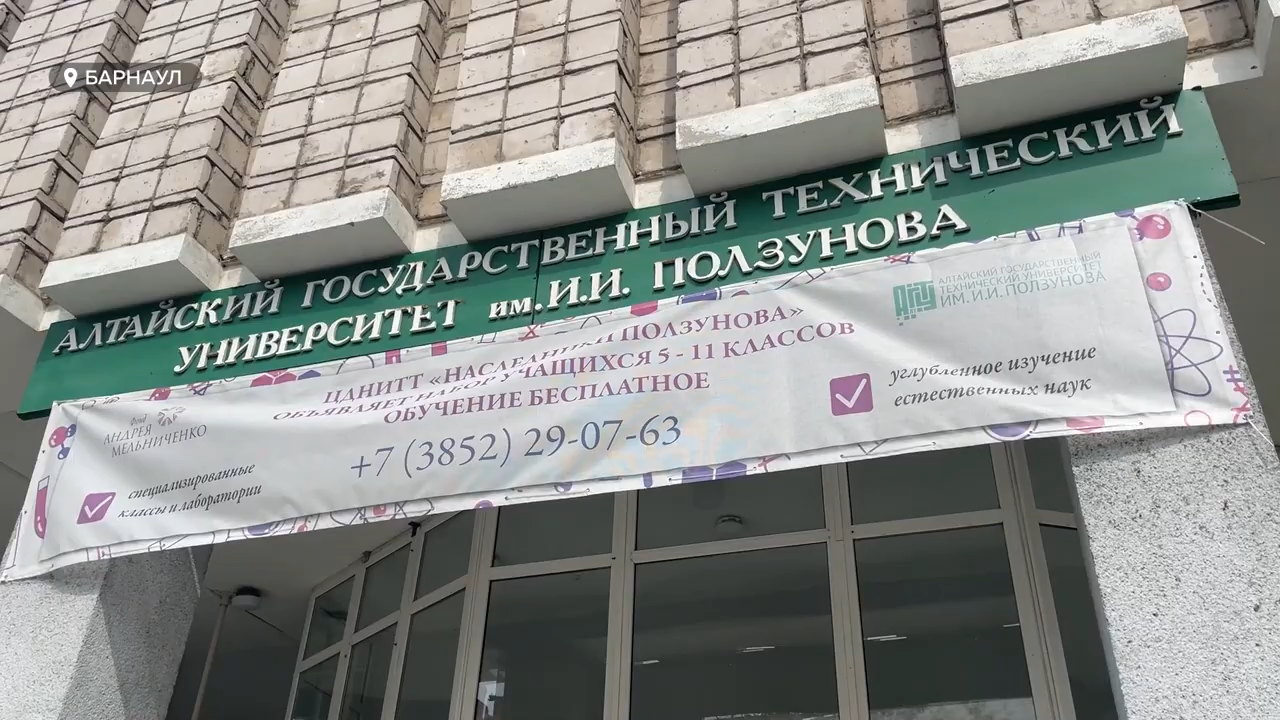 БАРНАУЛ
АЛТАЙСКИЙ ГОСУДАРСТВЕННЫЙ ТЕХНИЧЕСКИЙ
УНИВЕРСИТЕТ им. И.И. ПОЛЗУНОВА
ЦАНИТТ «НАСЛЕДНИКИ ПОЛЗУНОВА»
ОБЪЯВЛЯЕТ НАБОР УЧАЩИХСЯ 5 - 11 КЛАССОВ
ОБУЧЕНИЕ БЕСПЛАТНОЕ
+7 (3852) 29-07-63
фонд
АНДРЕЯ
МЕЛЬНИЧЕНКО
специализированные
классы и лаборатории
АЛТАЙСКИЙ ГОСУДАРСТВЕННЫЙ
ТЕХНИЧЕСКИЙ УНИВЕРСИТЕТ
ИМ. И.И. ПОЛЗУНОВА
углубленное изучение
естественных наук